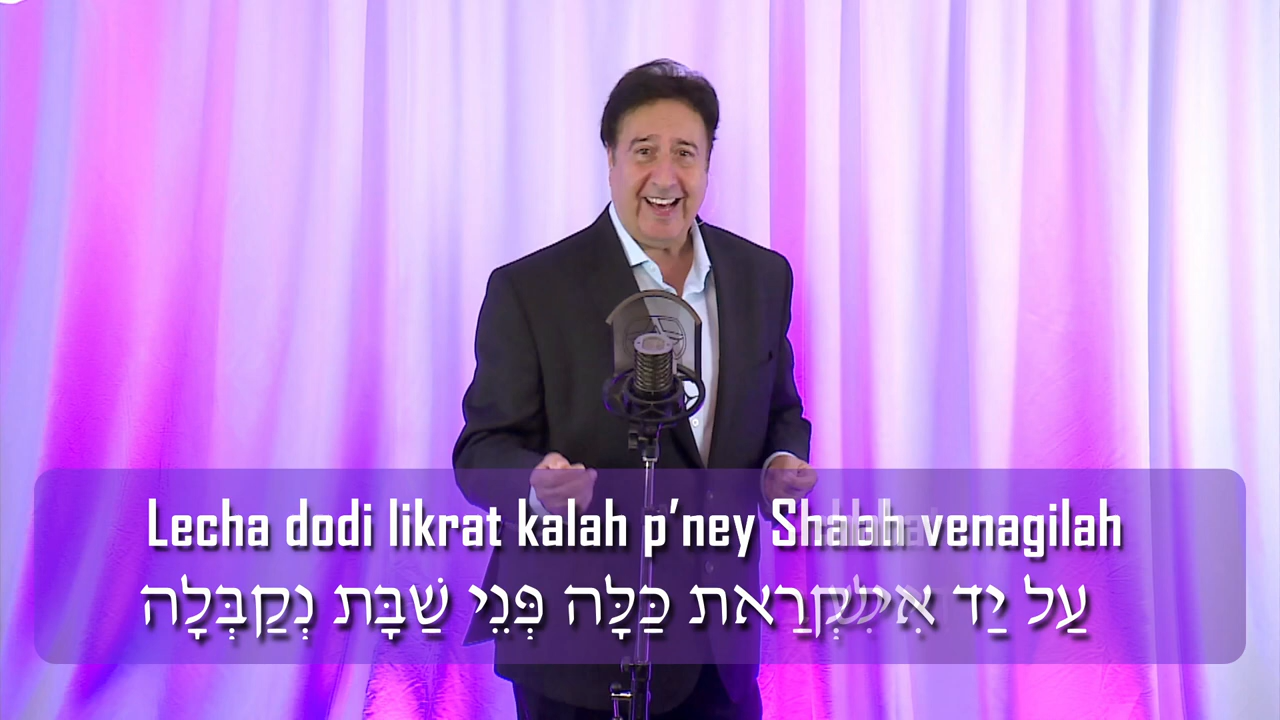 Lecha dodi likrat kalah p'ney venagilah
עַל יַד כַּלָּה פְּנֵי שַׁבָּת נְקַבְּלָה